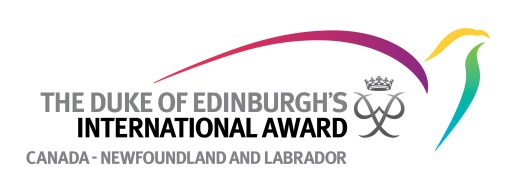 THE DUKE OF EDINBURGH'S
INTERNATIONAL AWARD
CANADA - NEWFOUNDLAND AND LABRADOR